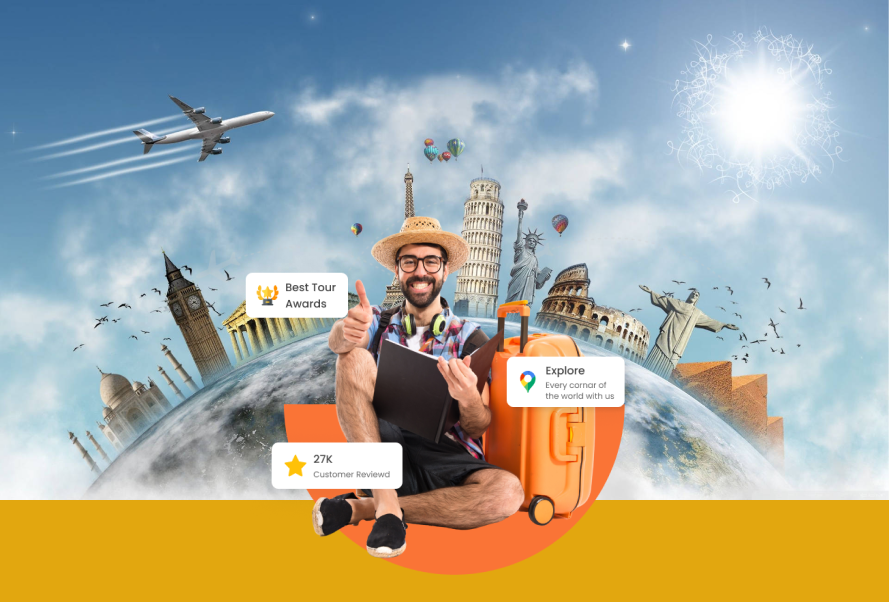 Best Tour
Awards
Explore
Every cornar of
the world with us
27K
Customer Reviewd